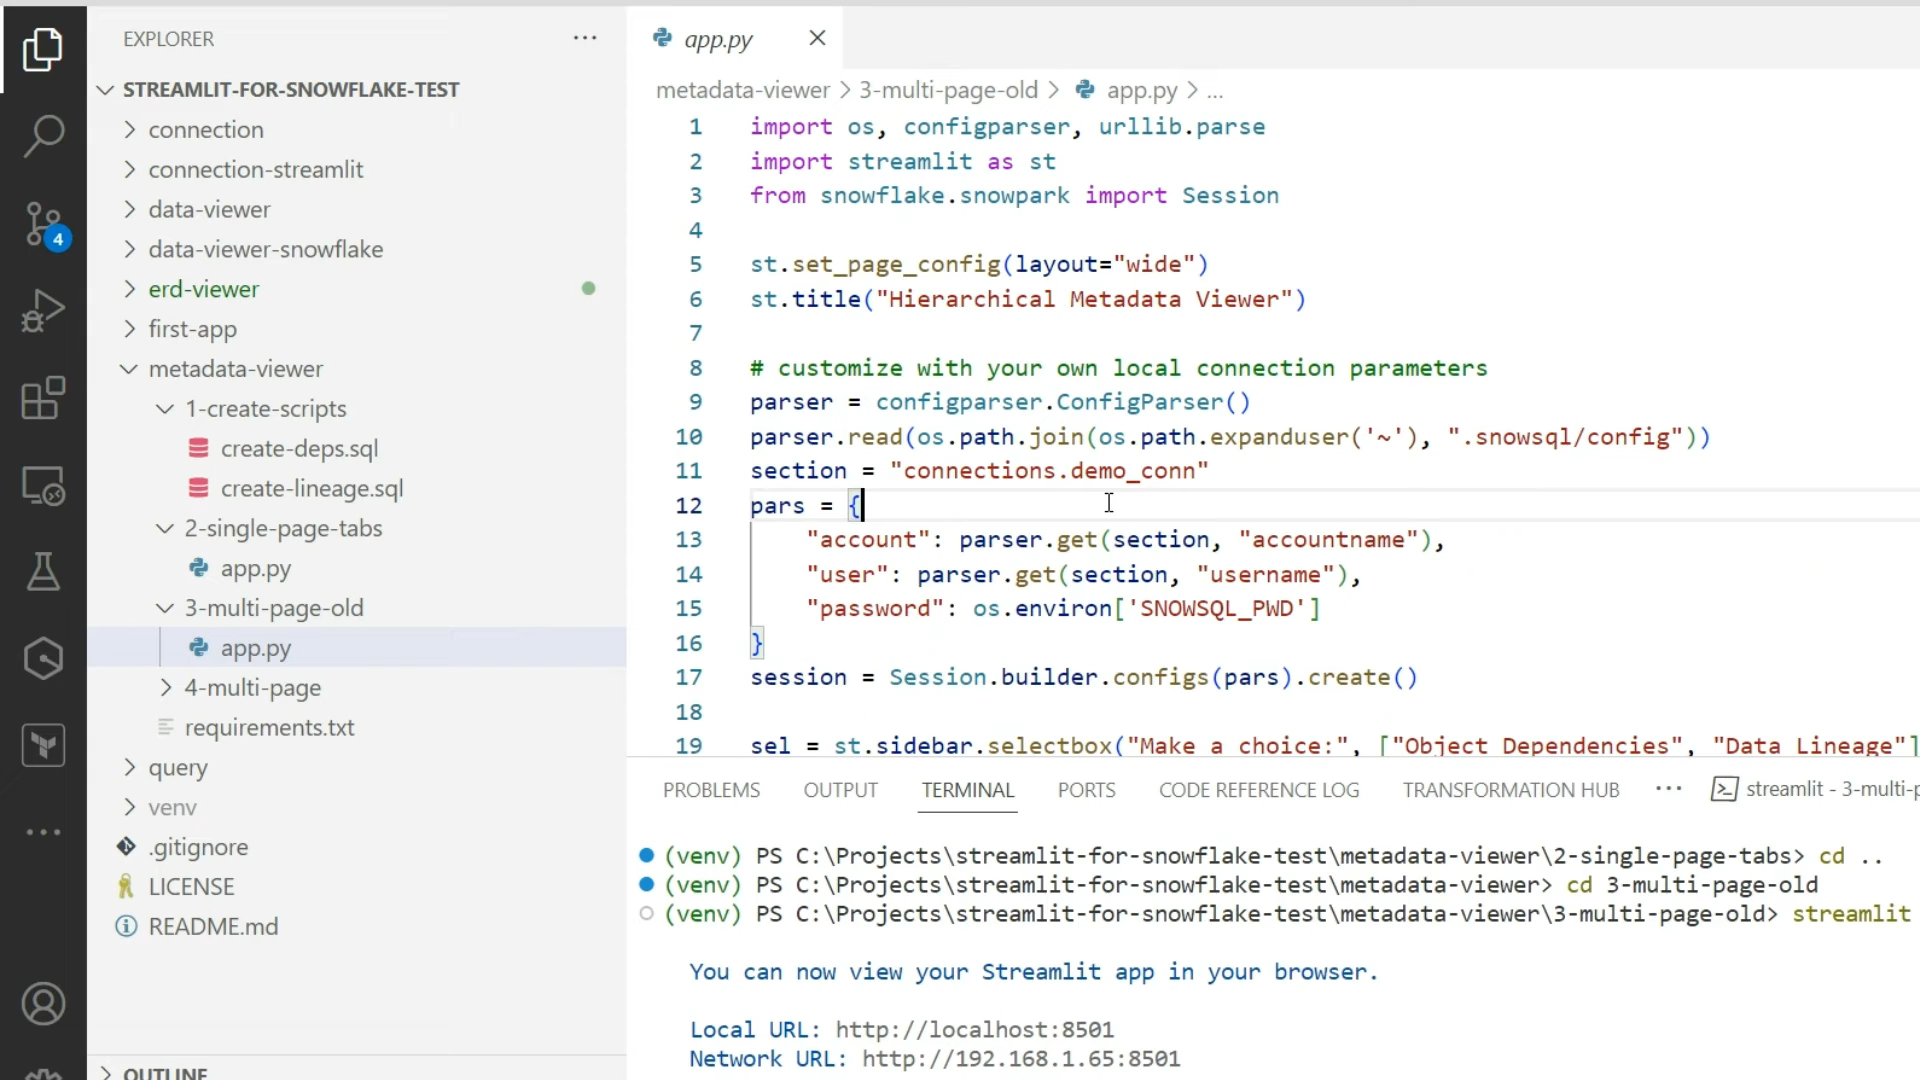 EXPLORER
STREAMLIT-FOR-SNOWFLAKE-TEST
connection
connection-streamlit
data-viewer
data-viewer-snowflake
erd-viewer
first-app
metadata-viewer
1-create-scripts
create-deps.sql
create-lineage.sql
2-single-page-tabs
app.py
3-multi-page-old
app.py
4-multi-page
requirements.txt
query
venv
.gitignore
LICENSE
README.md
OUTLINE
4
app.py
metadata-viewer > 3-multi-page-old > app.py > ...
1 import os, configparser, urllib.parse
2 import streamlit as st
3 from snowflake.snowpark import Session
4
5 st.set_page_config(layout="wide")
6 st.title("Hierarchical Metadata Viewer")
7
8 # customize with your own local connection parameters
9 parser = configparser.ConfigParser()
10 parser.read(os.path.join(os.path.expanduser('~'), ".snowsql/config"))
11 section = "connections.demo_conn"
12 pars = {
13 "account": parser.get(section, "accountname"),
14 "user": parser.get(section, "username"),
15 "password": os.environ['SNOWSQL_PWD']
16 }
17 session = Session.builder.configs(pars).create()
18
19 sel = st.sidebar.selectbox("Make a choice:", ["Object Dependencies", "Data Lineage"]
PROBLEMS OUTPUT TERMINAL PORTS CODE REFERENCE LOG TRANSFORMATION HUB ... streamlit - 3-multi-p
(venv) PS C:\Projects\streamlit-for-snowflake-test\metadata-viewer\2-single-page-tabs> cd ..
(venv) PS C:\Projects\streamlit-for-snowflake-test\metadata-viewer> cd 3-multi-page-old
(venv) PS C:\Projects\streamlit-for-snowflake-test\metadata-viewer\3-multi-page-old> streamlit
You can now view your Streamlit app in your browser.
Local URL: http://localhost:8501
Network URL: http://192.168.1.65:8501